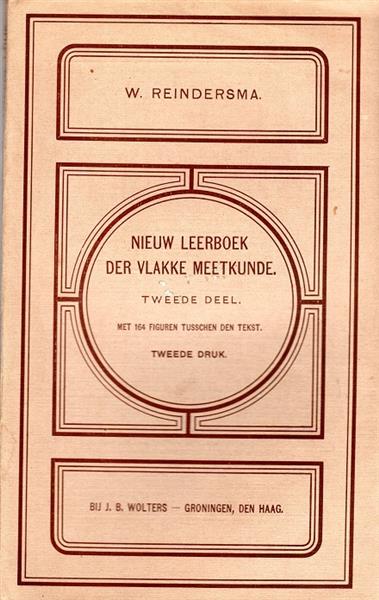 W. REINDERSMA.
NIEUW LEERBOEK
DER VLAKKE MEETKUNDE.
TWEEDE DEEL.
MET 164 FIGUREN TUSSCHEN DEN TEKST.
TWEEDE DRUK.
BIJ J. B. WOLTERS — GRONINGEN, DEN HAAG.